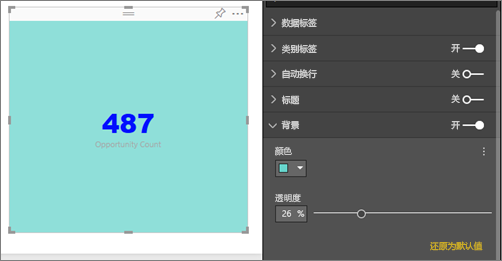 487
Opportunity Count
数据标签
类别标签 开
自动换行 关
标题 关
背景 开
颜色
透明度
26 %
还原为默认值